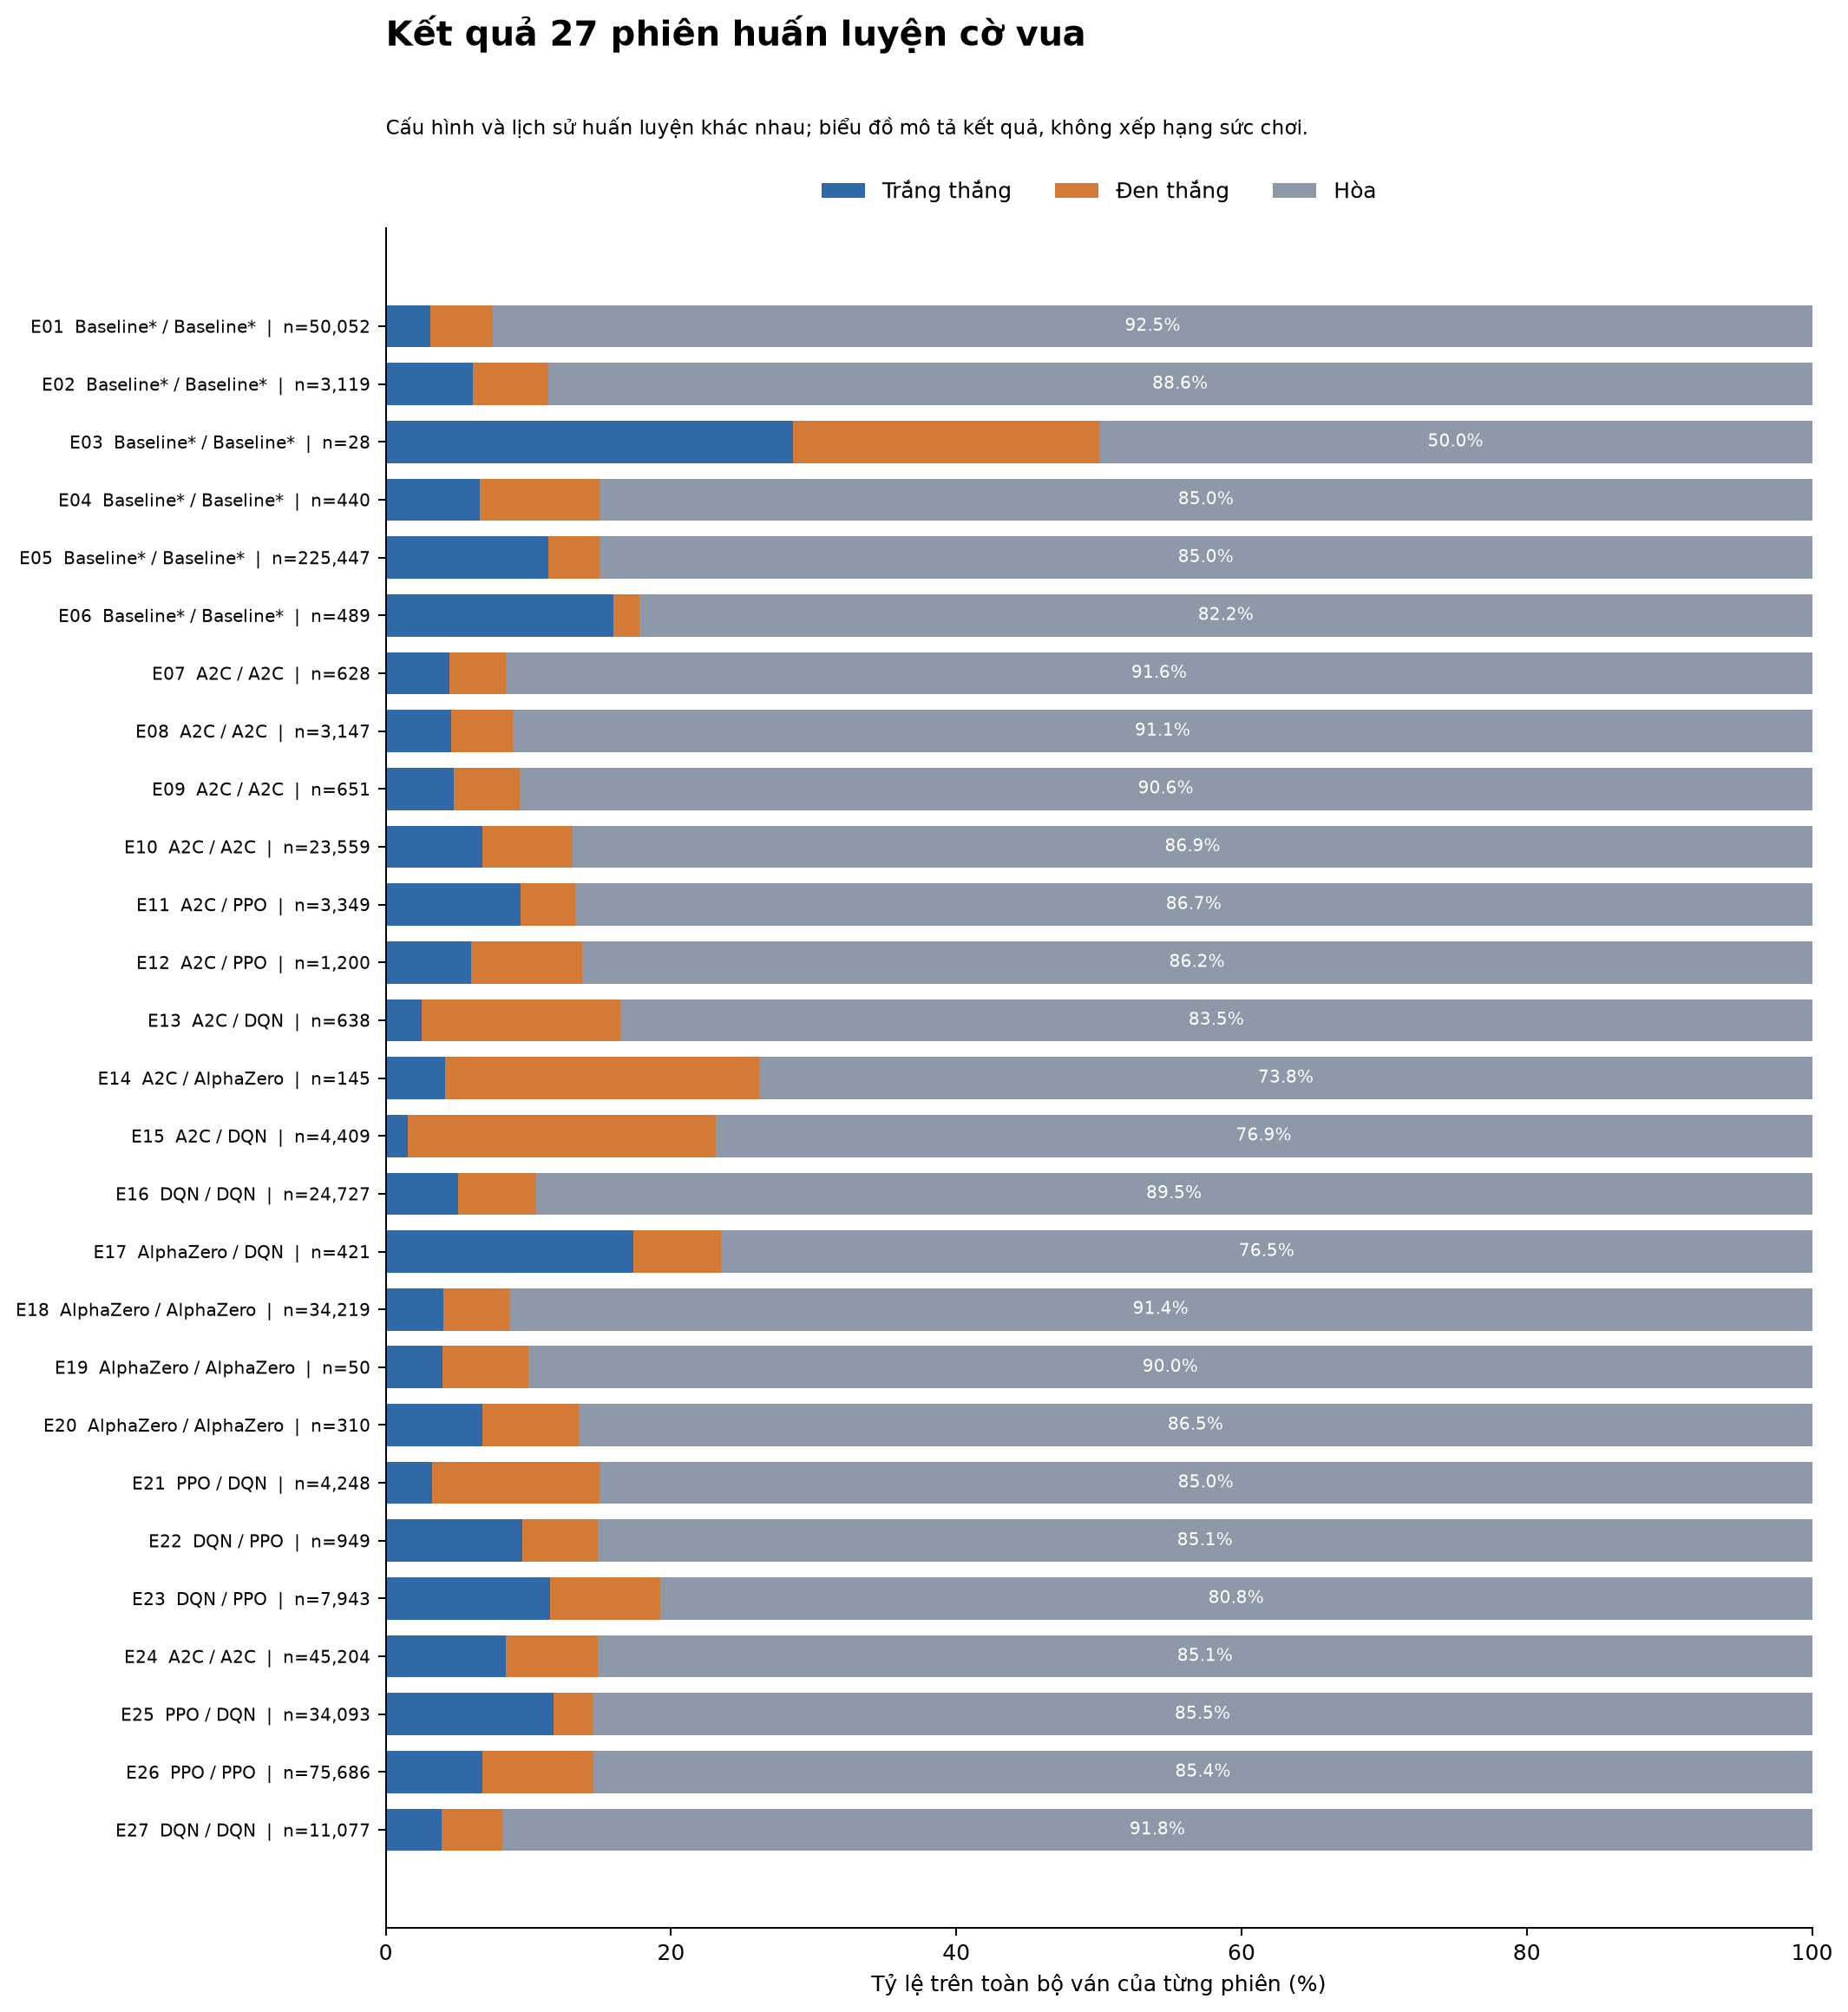 Kết quả 27 phiên huấn luyện cờ vua
Cấu hình và lịch sử huấn luyện khác nhau; biểu đồ mô tả kết quả, không xếp hạng sức chơi.
Trắng thắng Đen thắng Hòa
E01 Baseline* / Baseline* | n=50,052 92.5%
E02 Baseline* / Baseline* | n=3,119 88.6%
E03 Baseline* / Baseline* | n=28 50.0%
E04 Baseline* / Baseline* | n=440 85.0%
E05 Baseline* / Baseline* | n=225,447 85.0%
E06 Baseline* / Baseline* | n=489 82.2%
E07 A2C / A2C | n=628 91.6%
E08 A2C / A2C | n=3,147 91.1%
E09 A2C / A2C | n=651 90.6%
E10 A2C / A2C | n=23,559 86.9%
E11 A2C / PPO | n=3,349 86.7%
E12 A2C / PPO | n=1,200 86.2%
E13 A2C / DQN | n=638 83.5%
E14 A2C / AlphaZero | n=145 73.8%
E15 A2C / DQN | n=4,409 76.9%
E16 DQN / DQN | n=24,727 89.5%
E17 AlphaZero / DQN | n=421 76.5%
E18 AlphaZero / AlphaZero | n=34,219 91.4%
E19 AlphaZero / AlphaZero | n=50 90.0%
E20 AlphaZero / AlphaZero | n=310 86.5%
E21 PPO / DQN | n=4,248 85.0%
E22 DQN / PPO | n=949 85.1%
E23 DQN / PPO | n=7,943 80.8%
E24 A2C / A2C | n=45,204 85.1%
E25 PPO / DQN | n=34,093 85.5%
E26 PPO / PPO | n=75,686 85.4%
E27 DQN / DQN | n=11,077 91.8%
0 20 40 60 80 100
Tỷ lệ trên toàn bộ ván của từng phiên (%)